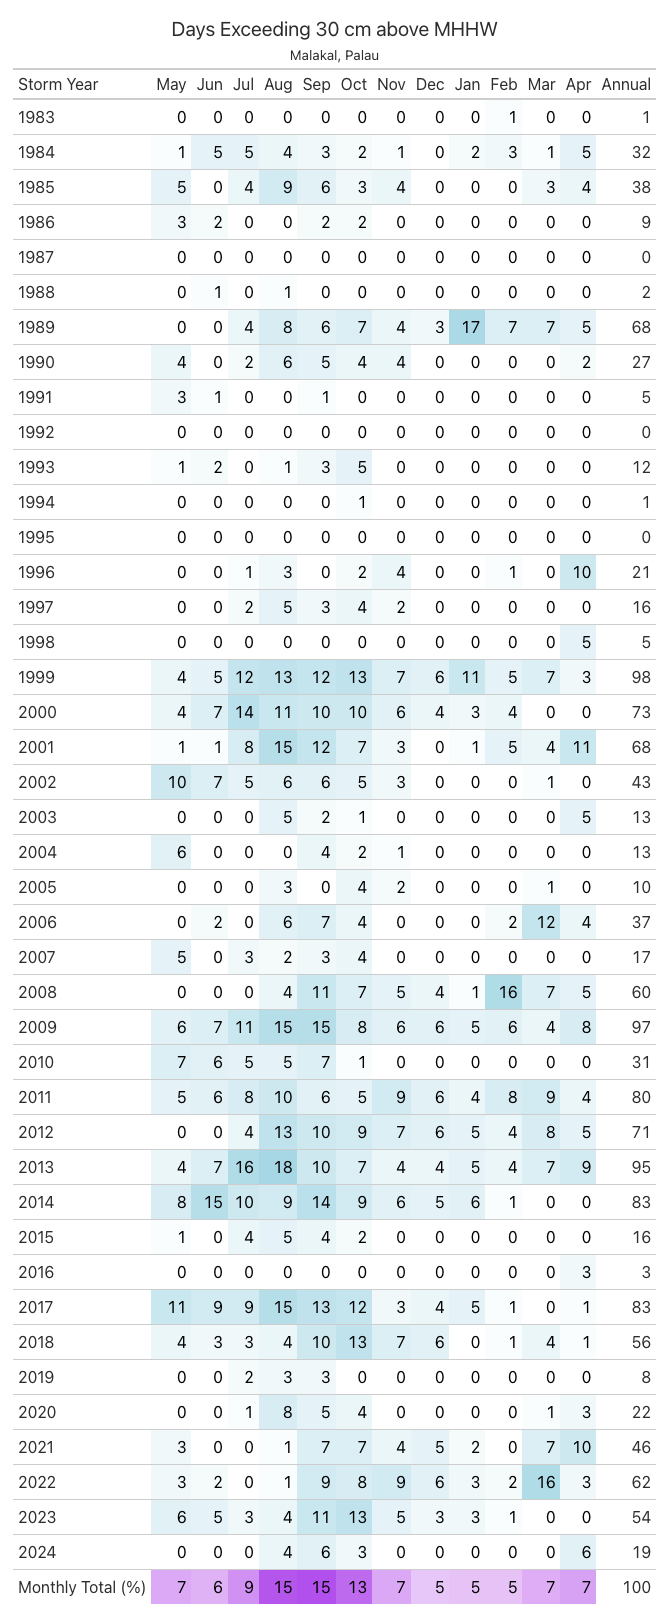 Days Exceeding 30 cm above MHHW
Malakal, Palau
Storm Year May Jun Jul Aug Sep Oct Nov Dec Jan Feb Mar Apr Annual
1983 0 0 0 0 0 0 0 0 0 1 0 0 1
1984 1 5 5 4 3 2 1 0 2 3 1 5 32
1985 5 0 4 9 6 3 4 0 0 0 3 4 38
1986 3 2 0 0 2 2 0 0 0 0 0 0 9
1987 0 0 0 0 0 0 0 0 0 0 0 0 0
1988 0 1 0 1 0 0 0 0 0 0 0 0 2
1989 0 0 4 8 6 7 4 3 17 7 7 5 68
1990 4 0 2 6 5 4 4 0 0 0 0 2 27
1991 3 1 0 0 1 0 0 0 0 0 0 0 5
1992 0 0 0 0 0 0 0 0 0 0 0 0 0
1993 1 2 0 1 3 5 0 0 0 0 0 0 12
1994 0 0 0 0 0 1 0 0 0 0 0 0 1
1995 0 0 0 0 0 0 0 0 0 0 0 0 0
1996 0 0 1 3 0 2 4 0 0 1 0 10 21
1997 0 0 2 5 3 4 2 0 0 0 0 0 16
1998 0 0 0 0 0 0 0 0 0 0 0 5 5
1999 4 5 12 13 12 13 7 6 11 5 7 3 98
2000 4 7 14 11 10 10 6 4 3 4 0 0 73
2001 1 1 8 15 12 7 3 0 1 5 4 11 68
2002 10 7 5 6 6 5 3 0 0 0 1 0 43
2003 0 0 0 5 2 1 0 0 0 0 0 5 13
2004 6 0 0 0 4 2 1 0 0 0 0 0 13
2005 0 0 0 3 0 4 2 0 0 0 1 0 10
2006 0 2 0 6 7 4 0 0 0 2 12 4 37
2007 5 0 3 2 3 4 0 0 0 0 0 0 17
2008 0 0 0 4 11 7 5 4 1 16 7 5 60
2009 6 7 11 15 15 8 6 6 5 6 4 8 97
2010 7 6 5 5 7 1 0 0 0 0 0 0 31
2011 5 6 8 10 6 5 9 6 4 8 9 4 80
2012 0 0 4 13 10 9 7 6 5 4 8 5 71
2013 4 7 16 18 10 7 4 4 5 4 7 9 95
2014 8 15 10 9 14 9 6 5 6 1 0 0 83
2015 1 0 4 5 4 2 0 0 0 0 0 0 16
2016 0 0 0 0 0 0 0 0 0 0 0 3 3
2017 11 9 9 15 13 12 3 4 5 1 0 1 83
2018 4 3 3 4 10 13 7 6 0 1 4 1 56
2019 0 0 2 3 3 0 0 0 0 0 0 0 8
2020 0 0 1 8 5 4 0 0 0 0 1 3 22
2021 3 0 0 1 7 7 4 5 2 0 7 10 46
2022 3 2 0 1 9 8 9 6 3 2 16 3 62
2023 6 5 3 4 11 13 5 3 3 1 0 0 54
2024 0 0 0 4 6 3 0 0 0 0 0 6 19
Monthly Total (%) 7 6 9 15 15 13 7 5 5 5 7 7 100